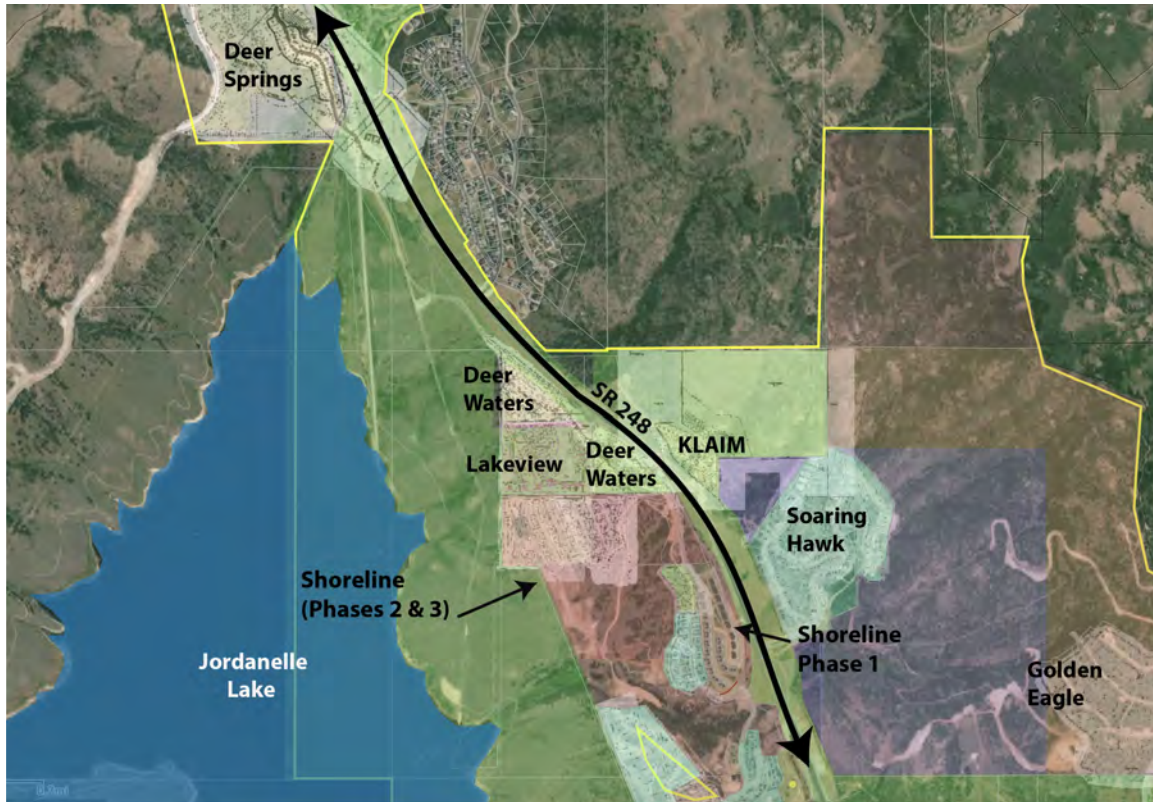 Deer
Springs
SR 248
Deer
Waters
Lakeview
Deer
Waters
KLAIM
Soaring
Hawk
Shoreline
(Phases 2 & 3)
Shoreline
Phase 1
Jordanelle
Lake
Golden
Eagle